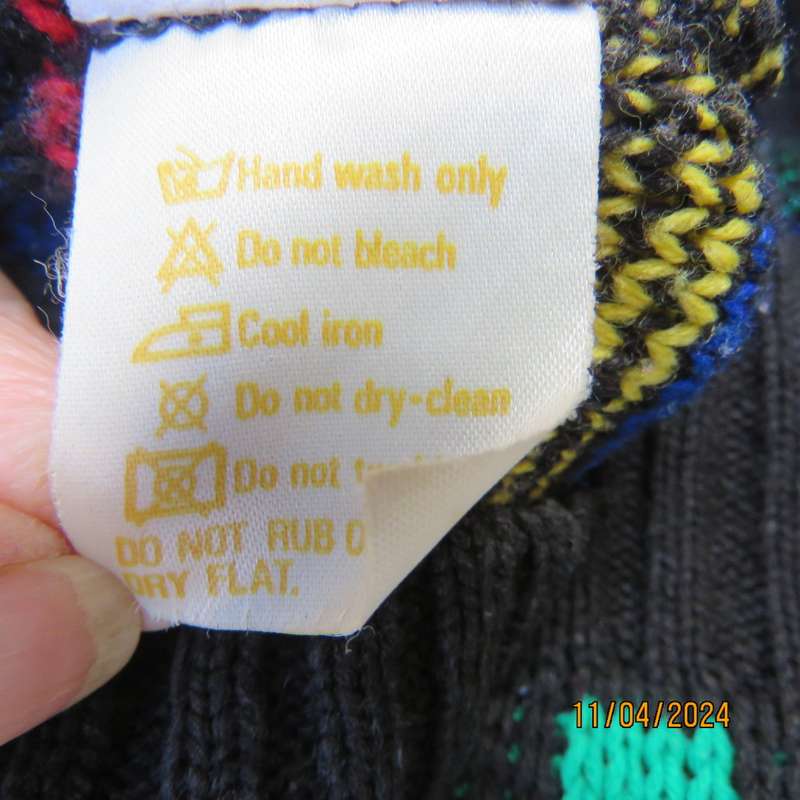 Hand wash only
Do not bleach
Cool iron
Do not dry-clean
Do not
DO NOT RUB
DRY FLAT.
11/04/2024